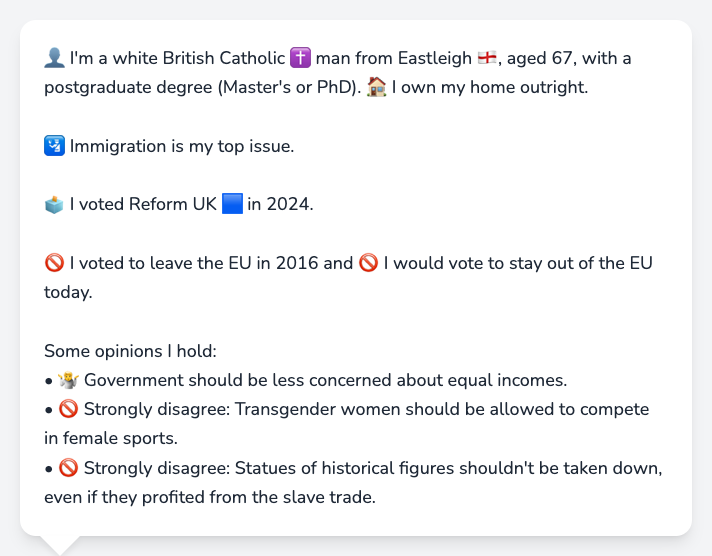 👤 I'm a white British Catholic ✝️ man from Eastleigh 🏴󠁧󠁢󠁥󠁮󠁧󠁿, aged 67, with a
postgraduate degree (Master's or PhD). 🏠 I own my home outright.
🛂 Immigration is my top issue.
🗳️ I voted Reform UK 🟦 in 2024.
🚫 I voted to leave the EU in 2016 and 🚫 I would vote to stay out of the EU
today.
Some opinions I hold:
• 🤷 Government should be less concerned about equal incomes.
• 🚫 Strongly disagree: Transgender women should be allowed to compete
in female sports.
• 🚫 Strongly disagree: Statues of historical figures shouldn't be taken down,
even if they profited from the slave trade.